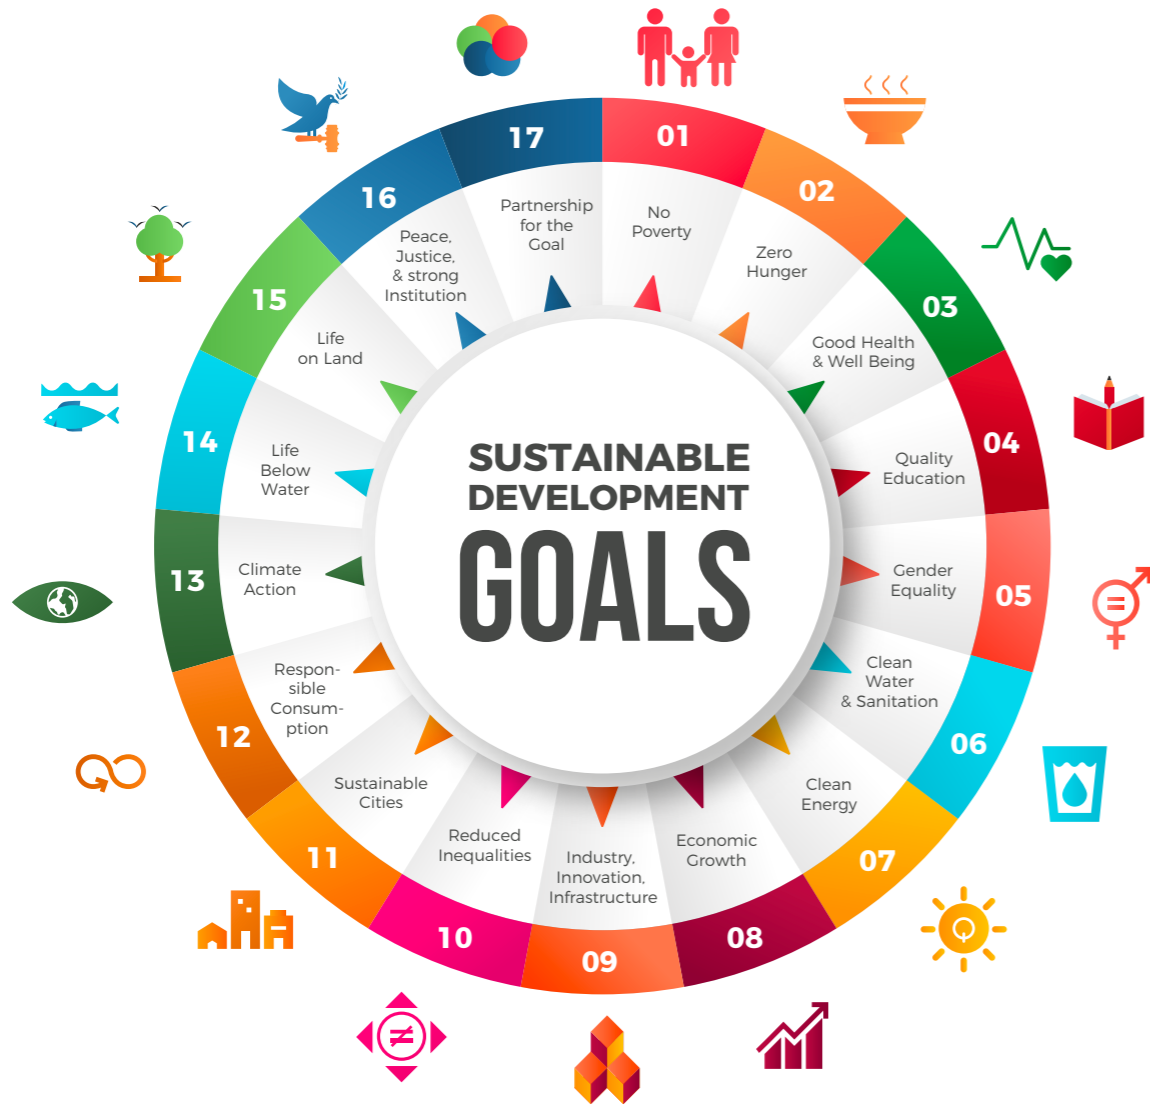 SUSTAINABLE
DEVELOPMENT
GOALS
01
No
Poverty
02
Zero
Hunger
03
Good Health
& Well Being
04
Quality
Education
05
Gender
Equality
06
Clean
Water
& Sanitation
07
Clean
Energy
08
Economic
Growth
09
Industry,
Innovation,
Infrastructure
10
Reduced
Inequalities
11
Sustainable
Cities
12
Respon-
sible
Consum-
ption
13
Climate
Action
14
Life
Below
Water
15
Life
on Land
16
Peace,
Justice,
& strong
Institution
17
Partnership
for the
Goal